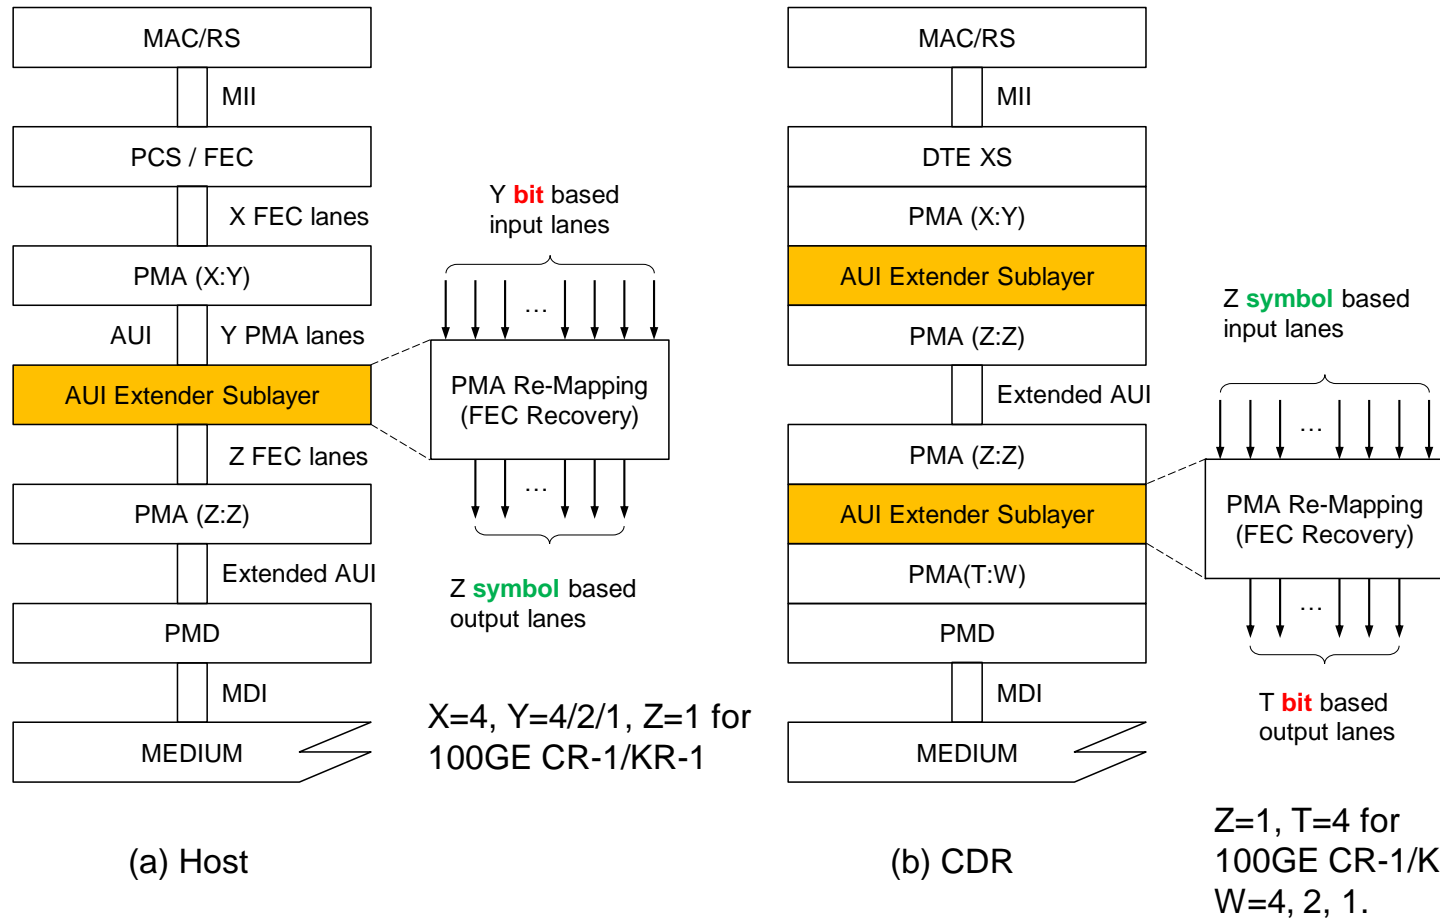 MAC/RS
MII
PCS / FEC
X FEC lanes
PMA (X:Y)
AUI
Y PMA lanes
AUI Extender Sublayer
Z FEC lanes
PMA (Z:Z)
Extended AUI
PMD
MDI
MEDIUM
(a) Host
Y bit based
input lanes
...
PMA Re-Mapping
(FEC Recovery)
...
Z symbol based
output lanes
X=4, Y=4/2/1, Z=1 for
100GE CR-1/KR-1
MAC/RS
MII
DTE XS
PMA (X:Y)
AUI Extender Sublayer
PMA (Z:Z)
Extended AUI
PMA (Z:Z)
AUI Extender Sublayer
PMA(T:W)
PMD
MDI
MEDIUM
(b) CDR
Z symbol based
input lanes
...
PMA Re-Mapping
(FEC Recovery)
...
T bit based
output lanes
Z=1, T=4 for
100GE CR-1/K
W=4, 2, 1.